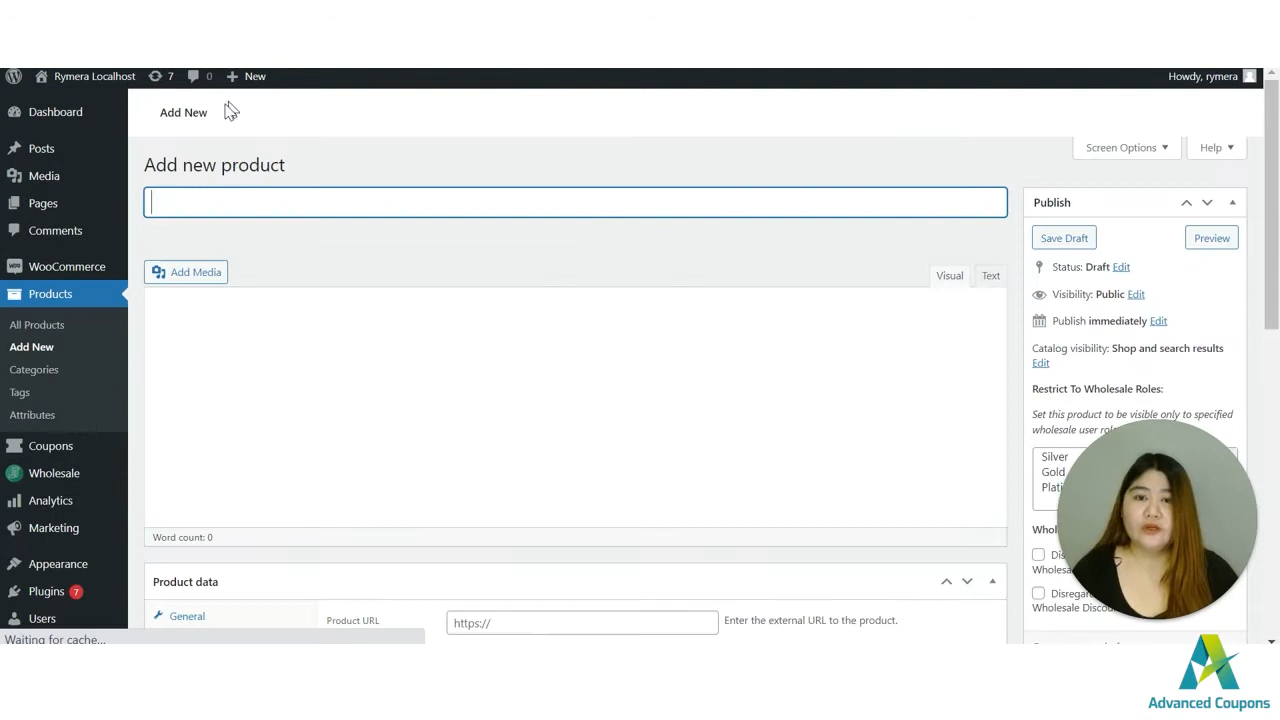 Rymera Localhost 7 0 New Howdy, rymera
Dashboard
Posts
Media
Pages
Comments
WooCommerce
Products
All Products
Add New
Categories
Tags
Attributes
Coupons
Wholesale
Analytics
Marketing
Appearance
Plugins 7
Users
Waiting for cache...
Add New
Screen Options Help
Add new product
Add Media
Visual Text
Word count: 0
Product data
General
Product URL
https://
Enter the external URL to the product.
Publish
Save Draft Preview
Status: Draft Edit
Visibility: Public Edit
Publish immediately Edit
Catalog visibility: Shop and search results
Edit
Restrict To Wholesale Roles:
Set this product to be visible only to specified
wholesale user
Silver
Gold
Wholesale
Disregard
Wholesale
Advanced Coupons